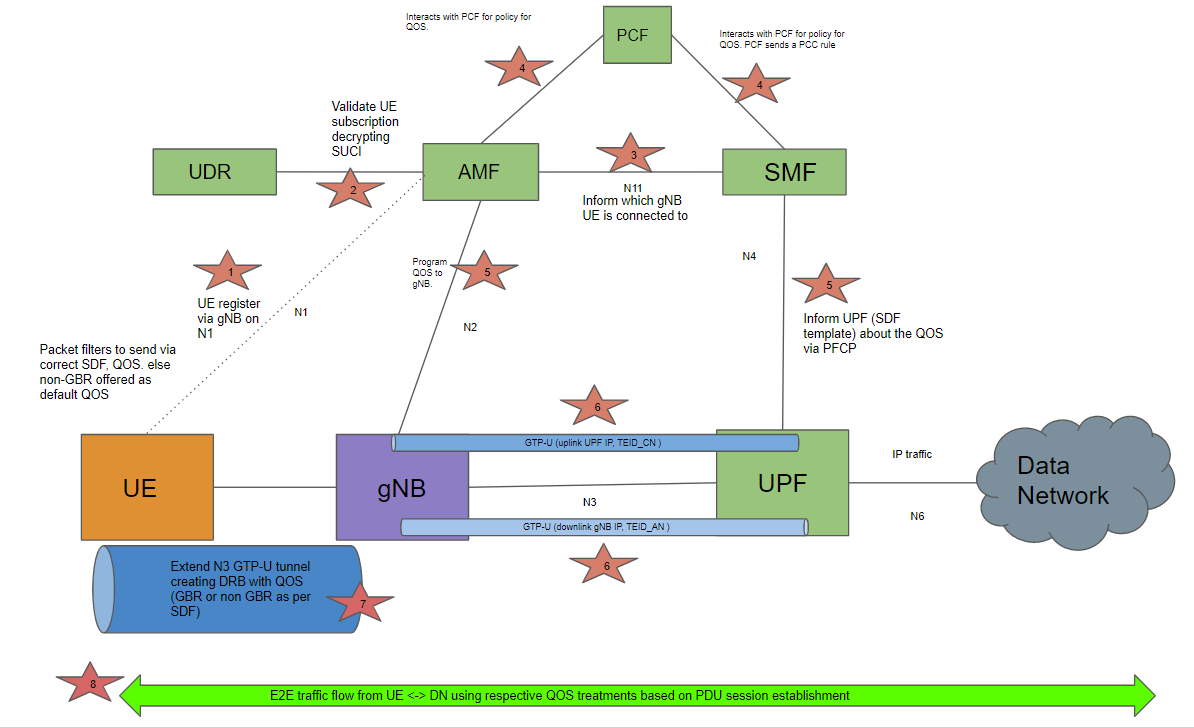 Interacts with PCF for policy for
QOS.
PCF
Interacts with PCF for policy for
QOS. PCF sends a PCC rule
4
4
Validate UE
subscription
decrypting
SUCI
UDR
2
AMF
3
N11
Inform which gNB
UE is connected to
SMF
1
UE register
via gNB on
N1
N1
Program
QOS to
gNB.
5
N2
N4
5
Inform UPF (SDF
template) about the QOS
via PFCP
Packet filters to send via
correct SDF, QOS. else
non-GBR offered as
default QOS
6
GTP-U (uplink UPF IP, TEID_CN )
UE
gNB
N3
UPF
IP traffic
N6
Data
Network
GTP-U (downlink gNB IP, TEID_AN )
6
Extend N3 GTP-U tunnel
creating DRB with QOS
(GBR or non GBR as per
SDF)
7
8
E2E traffic flow from UE <-> DN using respective QOS treatments based on PDU session establishment